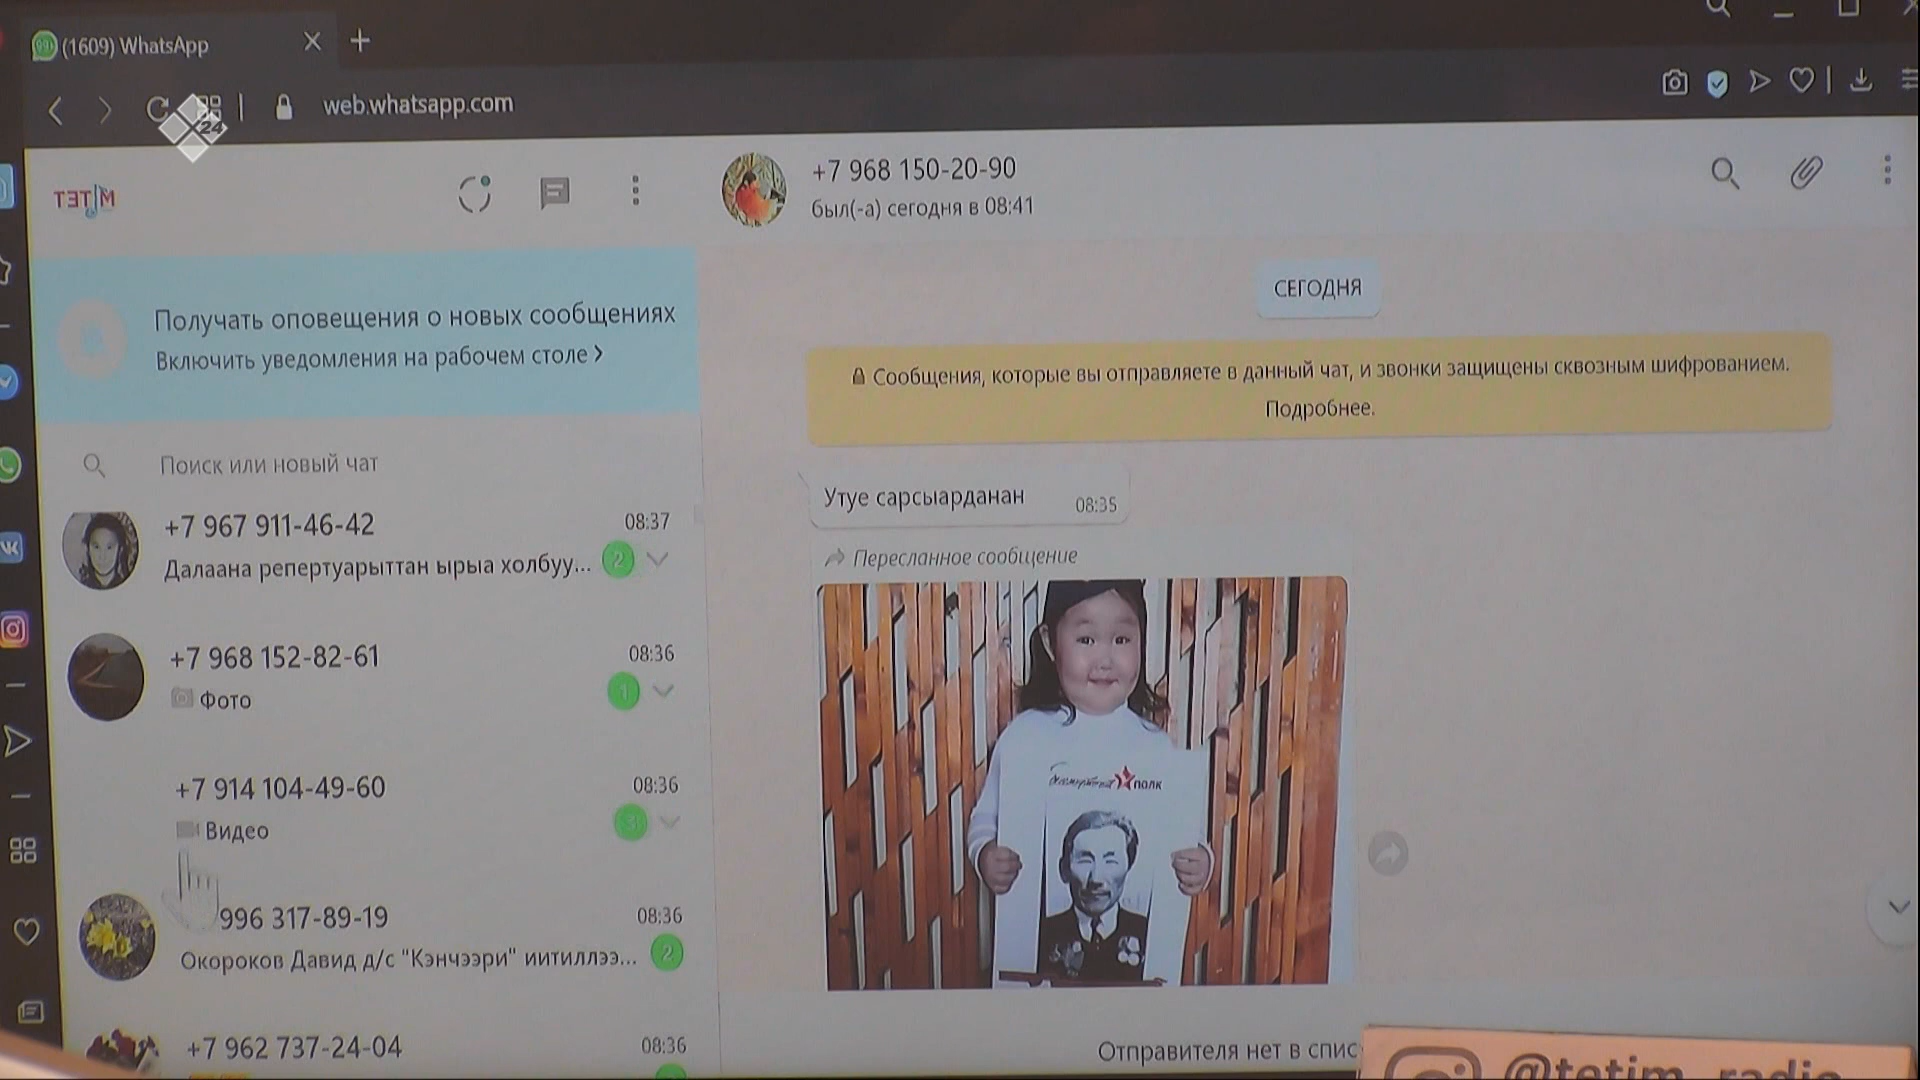 (1609) WhatsApp
web.whatsapp.com
24
ТЭТІМ
+7 968 150-20-90
был(-а) сегодня в 08:41
СЕГОДНЯ
Получать оповещения о новых сообщениях
Включить уведомления на рабочем столе >
Сообщения, которые вы отправляете в данный чат, и звонки защищены сквозным шифрованием.
Подробнее.
Поиск или новый чат
+7 967 911-46-42 08:37
Далаана репертуарыттан ырыа холбуу... 2
+7 968 152-82-61 08:36
Фото 1
+7 914 104-49-60 08:36
Видео 3
996 317-89-19 08:36
Окороков Давид д/с "Кэнчээри" иитиллээ... 2
+7 962 737-24-04 08:36
Утуе сарсыарданан 08:35
Пересланное сообщение
бессмертный полк
Отправителя нет в спис
@tetim_radio